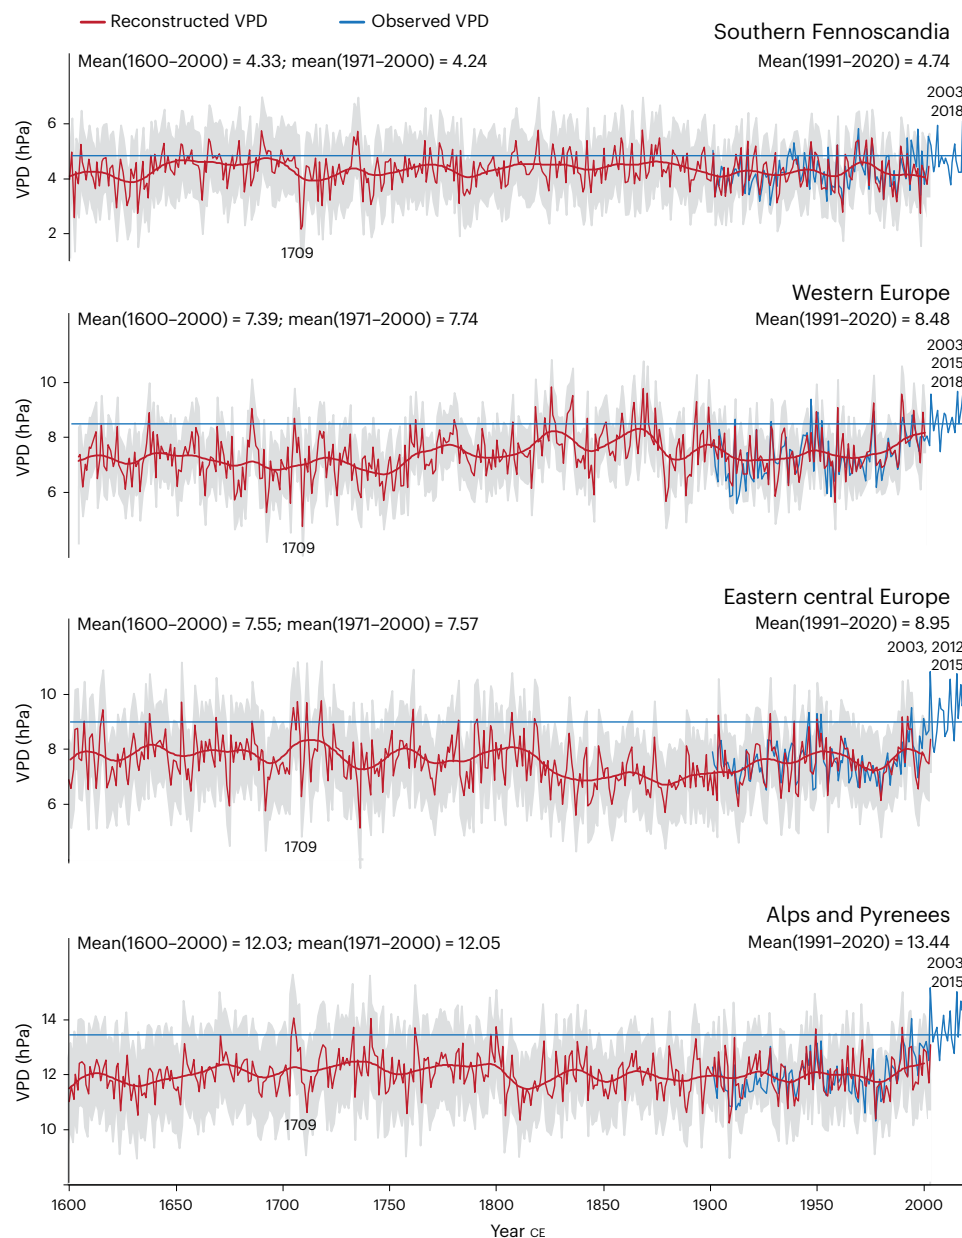 Reconstructed VPD
Observed VPD
Southern Fennoscandia
Mean(1600–2000) = 4.33; mean(1971–2000) = 4.24
Mean(1991–2020) = 4.74
2003
2018
6
4
2
VPD (hPa)
1709
Western Europe
Mean(1600–2000) = 7.39; mean(1971–2000) = 7.74
Mean(1991–2020) = 8.48
2003
2015
2018
10
8
6
VPD (hPa)
1709
Eastern central Europe
Mean(1600–2000) = 7.55; mean(1971–2000) = 7.57
Mean(1991–2020) = 8.95
2003, 2012
2015
10
8
6
VPD (hPa)
1709
Alps and Pyrenees
Mean(1600–2000) = 12.03; mean(1971–2000) = 12.05
Mean(1991–2020) = 13.44
2003
2015
14
12
10
VPD (hPa)
1709
1600 1650 1700 1750 1800 1850 1900 1950 2000
Year CE